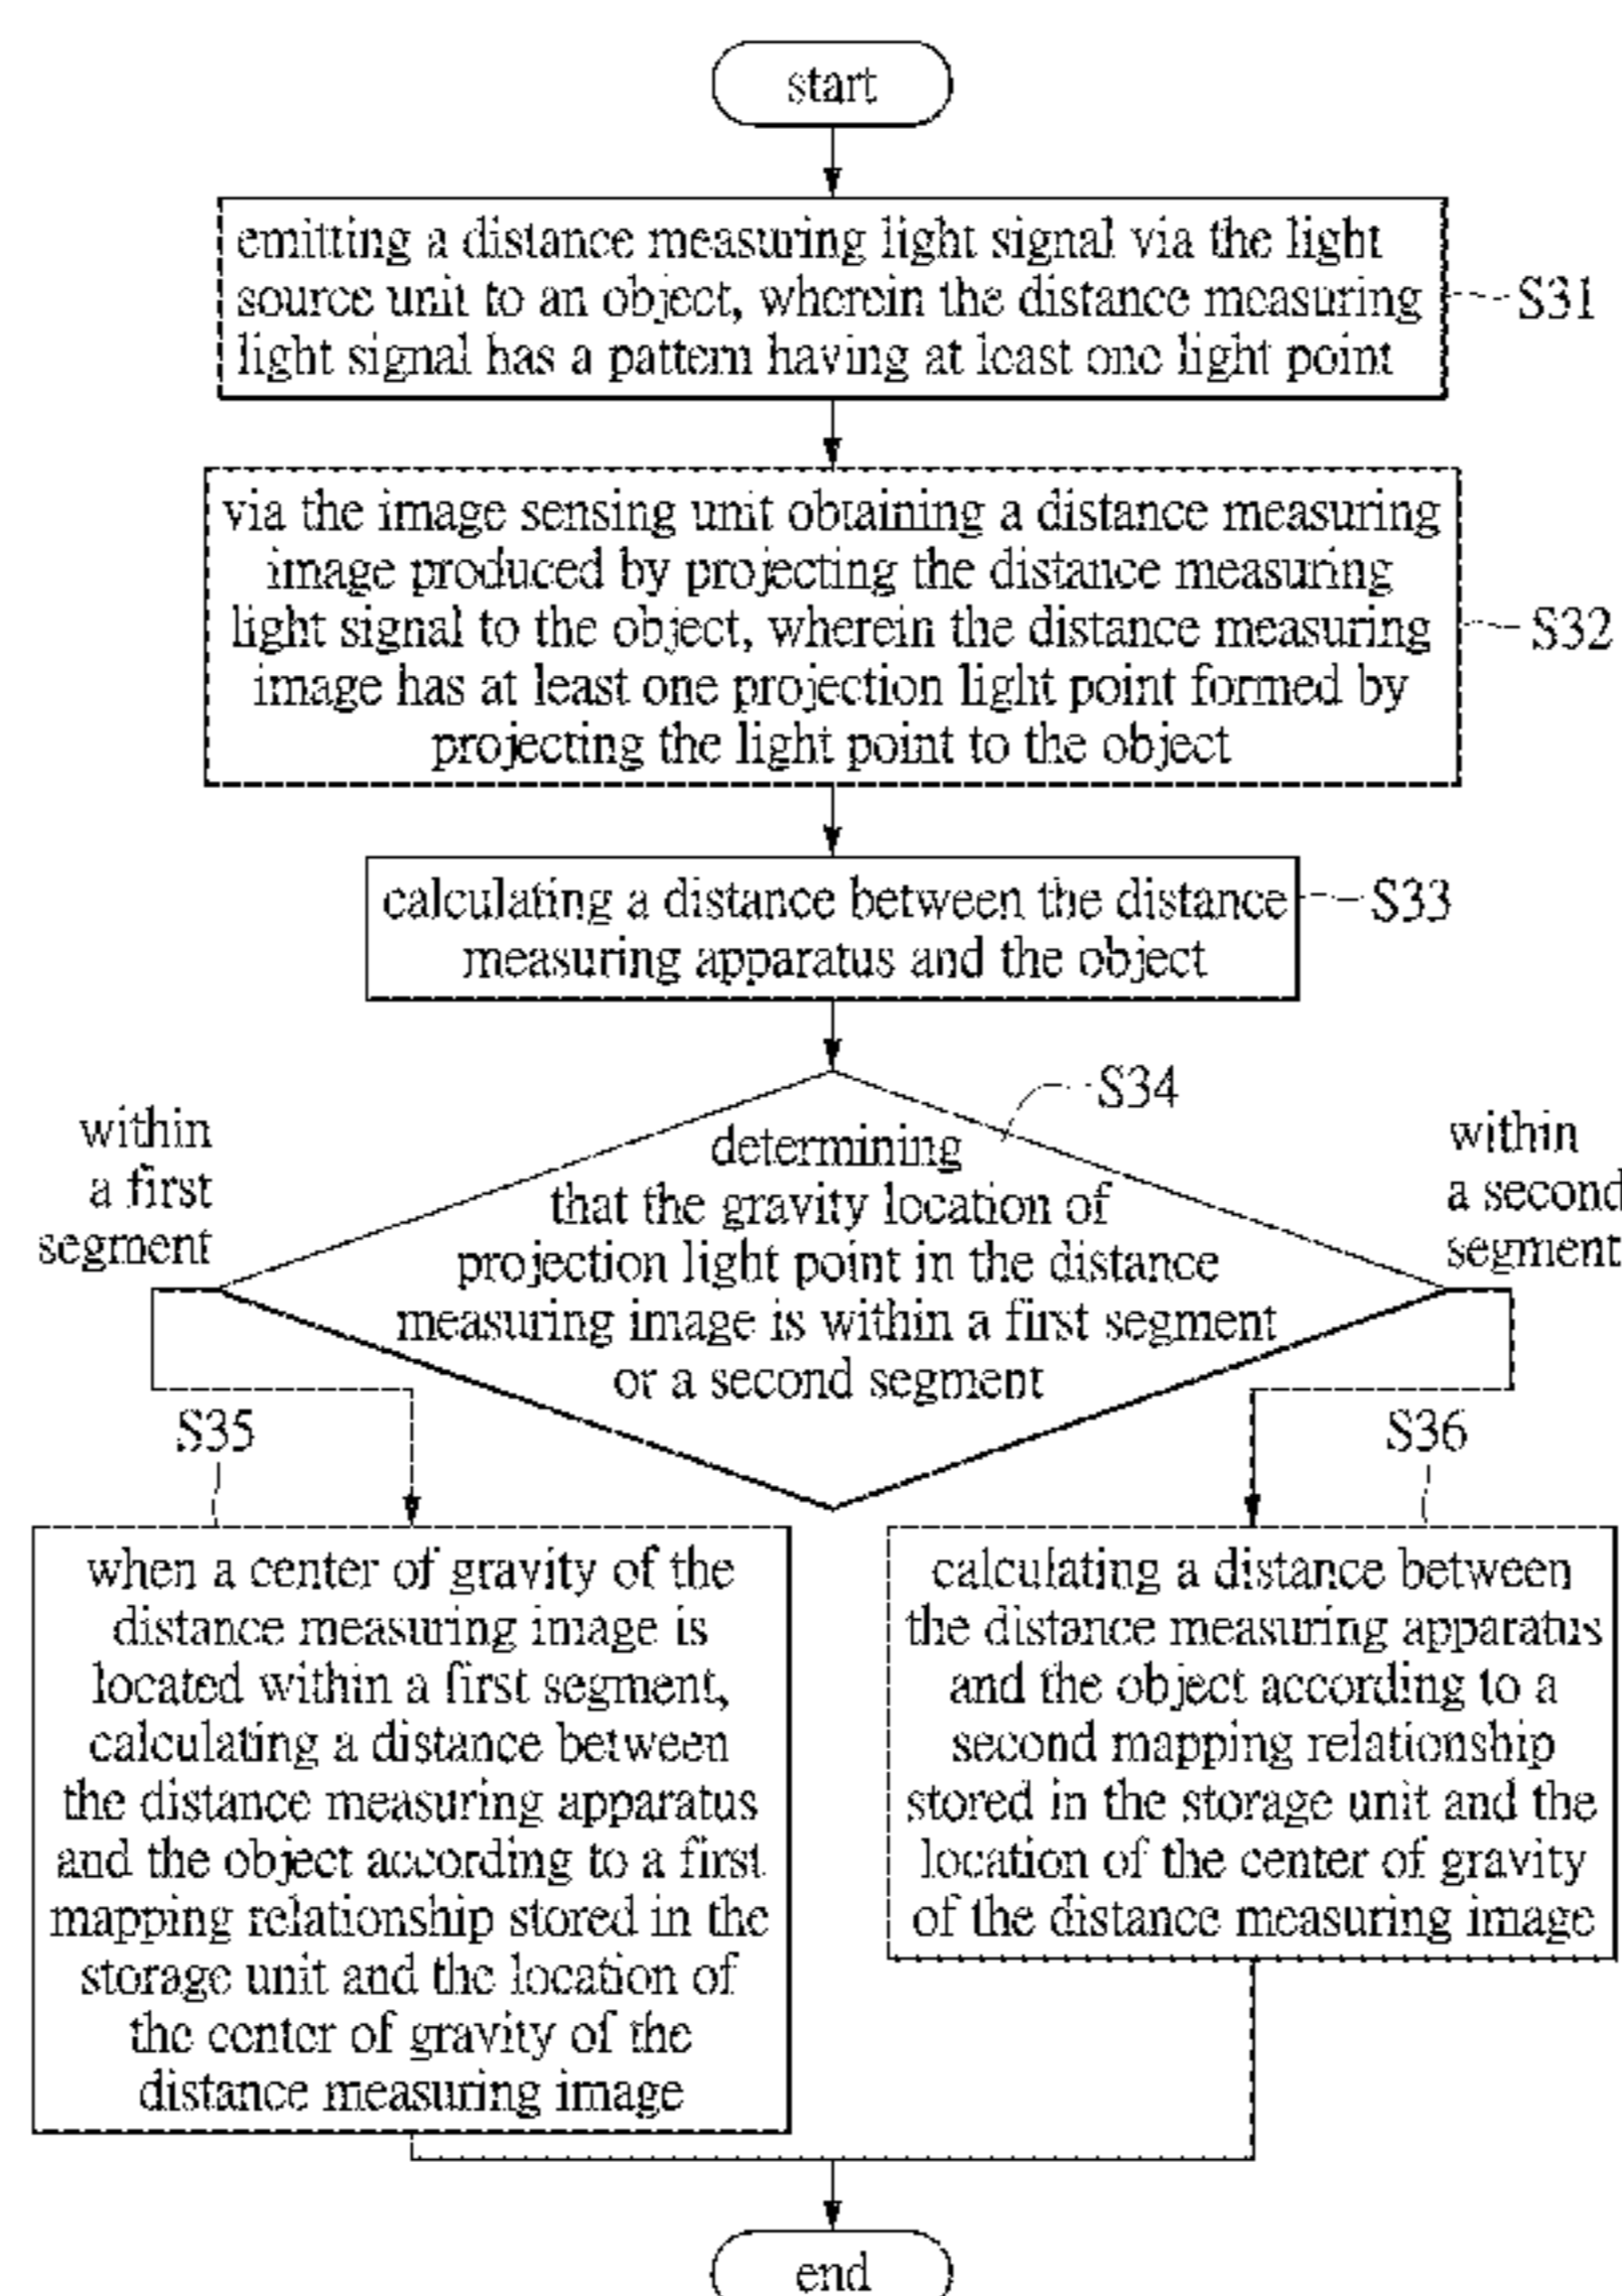 start
emitting a distance measuring light signal via the light
source unit to an object, wherein the distance measuring
light signal has a pattern having at least one light point
S31
via the image sensing unit obtaining a distance measuring
image produced by projecting the distance measuring
light signal to the object, wherein the distance measuring
image has at least one projection light point formed by
projecting the light point to the object
S32
calculating a distance between the distance
measuring apparatus and the object
S33
S34
determining
that the gravity location of
projection light point in the distance
measuring image is within a first segment
or a second segment
within
a first
segment
within
a second
segment
S35
when a center of gravity of the
distance measuring image is
located within a first segment,
calculating a distance between
the distance measuring apparatus
and the object according to a first
mapping relationship stored in the
storage unit and the location of
the center of gravity of the
distance measuring image
S36
calculating a distance between
the distance measuring apparatus
and the object according to a
second mapping relationship
stored in the storage unit and the
location of the center of gravity
of the distance measuring image
end